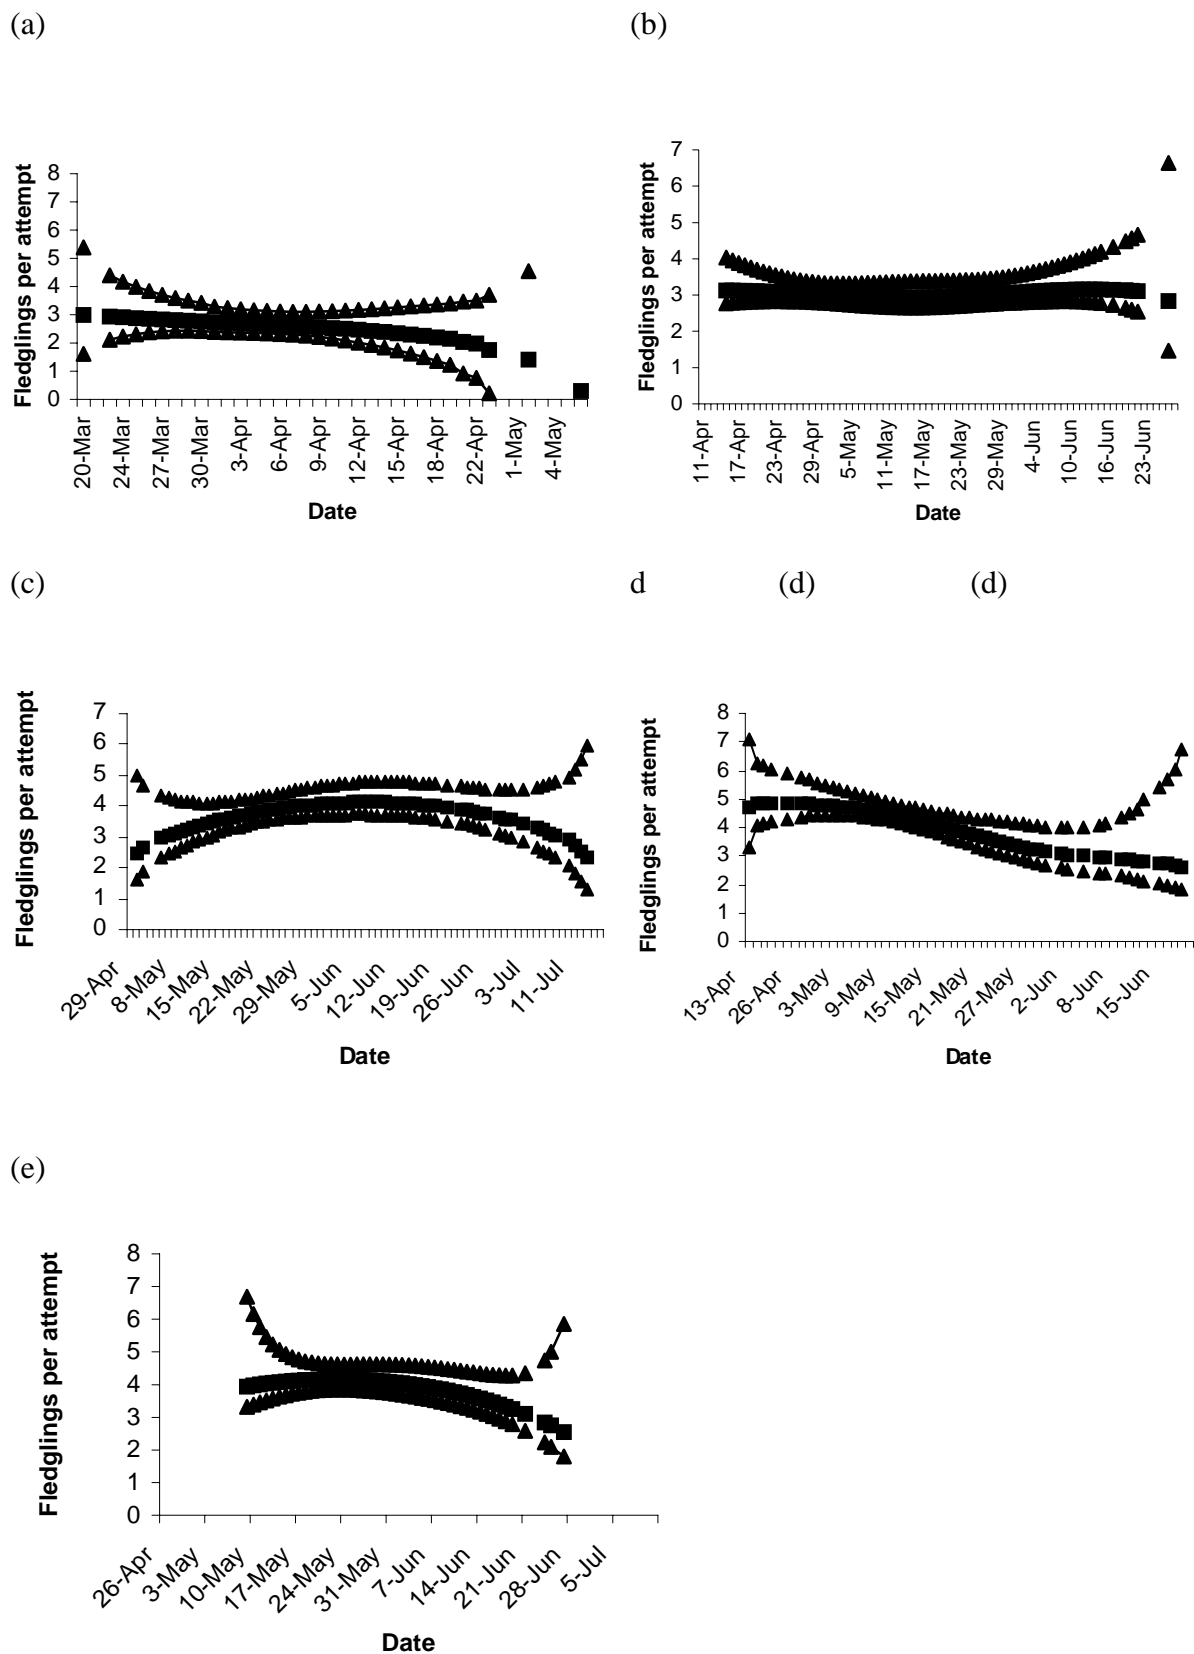 (a) (b)
Fledglings per attempt
8
7
6
5
4
3
2
1
0
20-Mar 24-Mar 27-Mar 30-Mar 3-Apr 6-Apr 9-Apr 12-Apr 15-Apr 18-Apr 22-Apr 1-May 4-May
Date
Fledglings per attempt
7
6
5
4
3
2
1
0
11-Apr 17-Apr 23-Apr 29-Apr 5-May 11-May 17-May 23-May 29-May 4-Jun 10-Jun 16-Jun 23-Jun
Date
(c) d (d) (d)
Fledglings per attempt
7
6
5
4
3
2
1
0
29-Apr 8-May 15-May 22-May 29-May 5-Jun 12-Jun 19-Jun 26-Jun 3-Jul 11-Jul
Date
Fledglings per attempt
8
7
6
5
4
3
2
1
0
13-Apr 26-Apr 3-May 9-May 15-May 21-May 27-May 2-Jun 8-Jun 15-Jun
Date
(e)
Fledglings per attempt
8
7
6
5
4
3
2
1
0
26-Apr 3-May 10-May 17-May 24-May 31-May 7-Jun 14-Jun 21-Jun 28-Jun 5-Jul
Date